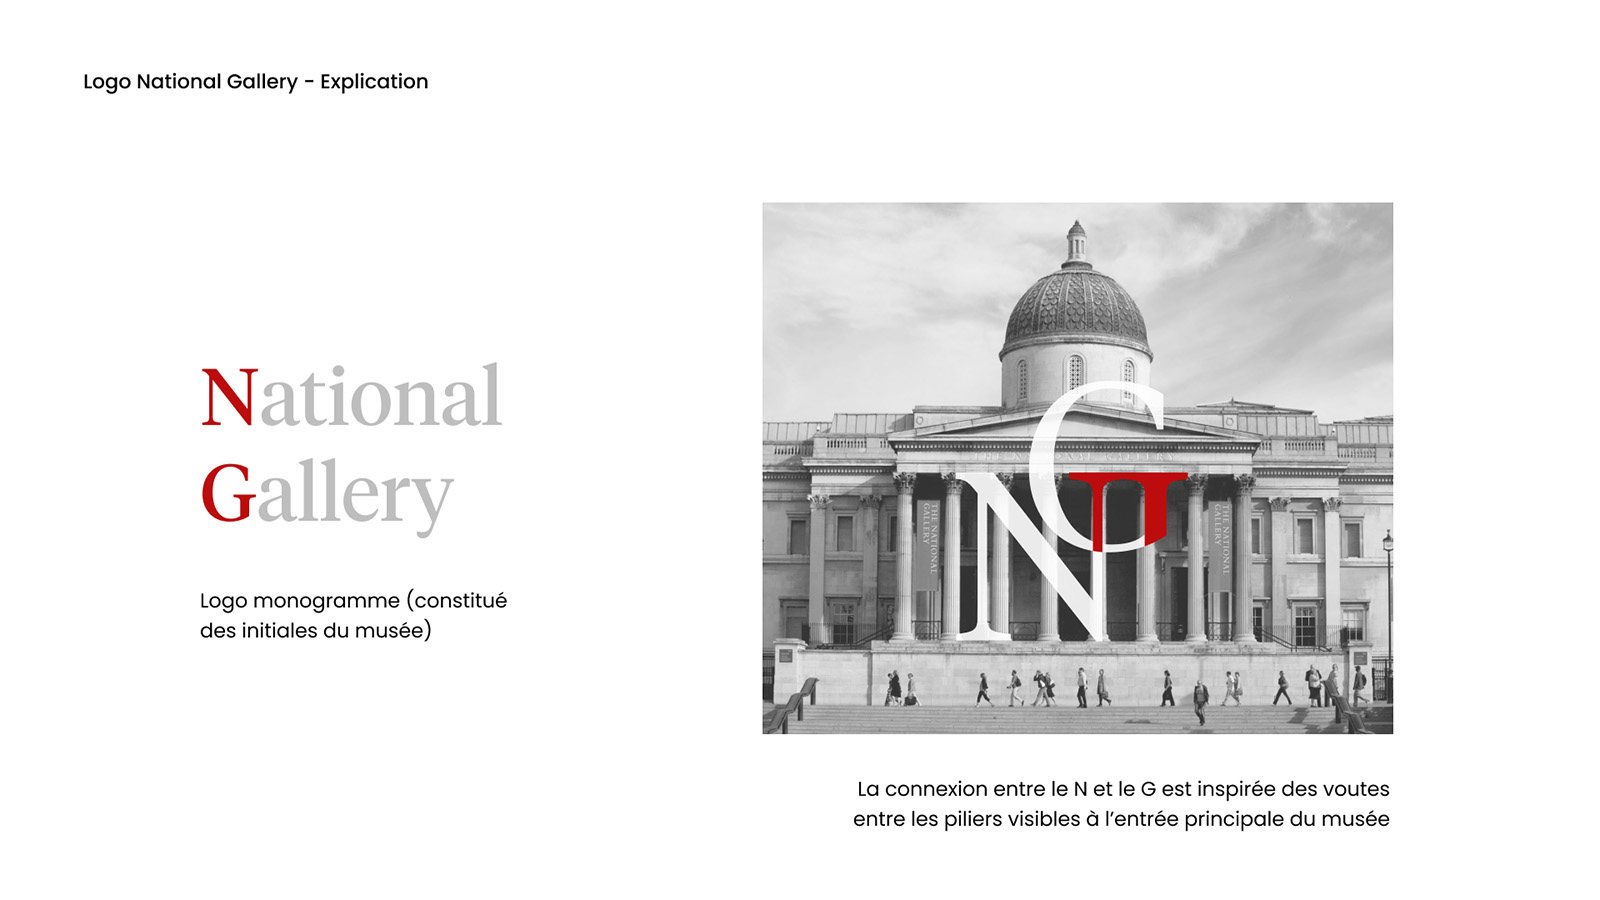 Logo National Gallery - Explication
National
Gallery
Logo monogramme (constitué
des initiales du musée)
THE NATIONAL
GALLERY
NG
THE NATIONAL
GALLERY
La connexion entre le N et le G est inspirée des voutes
entre les piliers visibles à l’entrée principale du musée